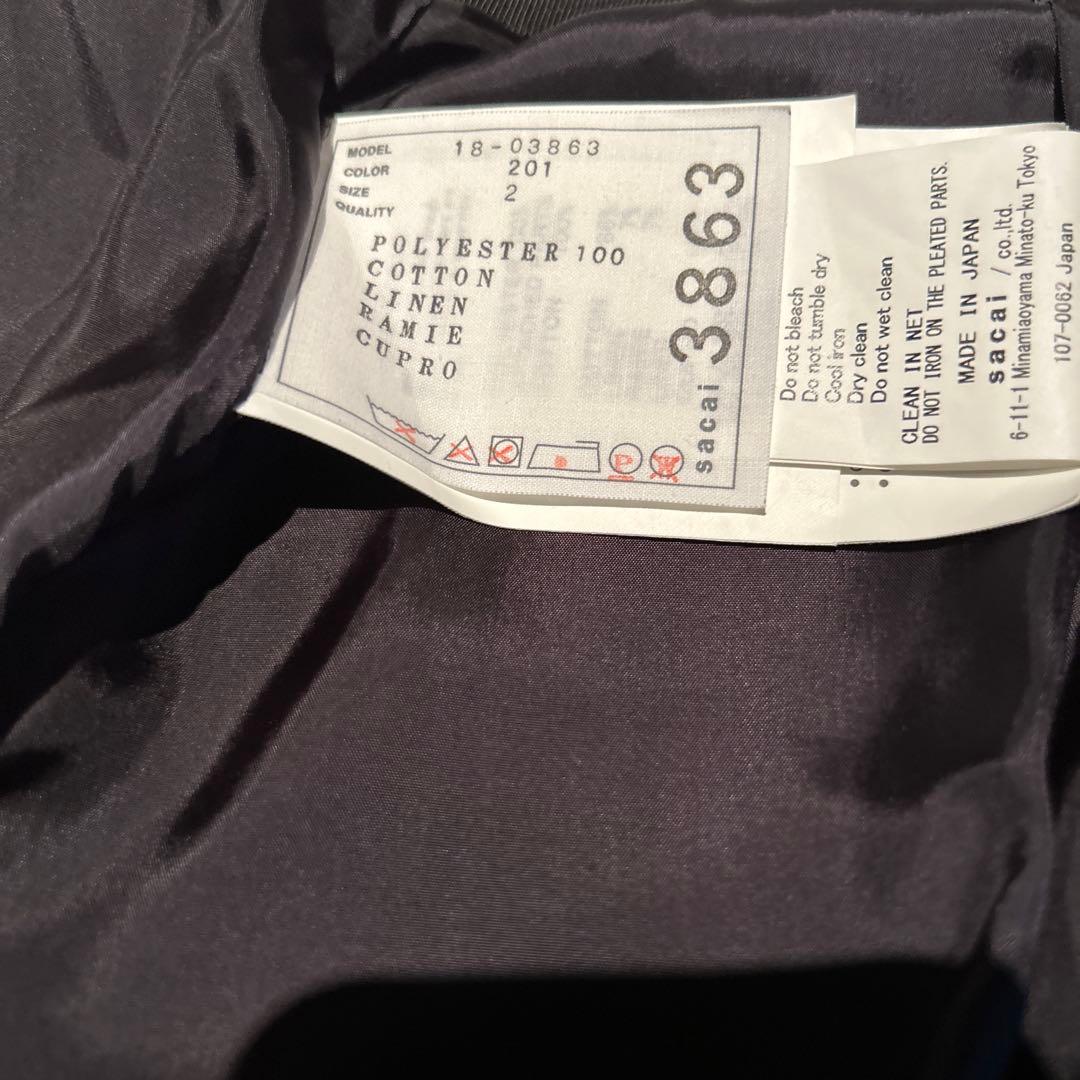 MODEL 18-03863
COLOR 201
SIZE 2
QUALITY
POLYESTER 100
COTTON
LINEN
RAMIE
CUPRO
sacai 3863
Do not bleach
Do not tumble dry
Cool iron
Dry clean
Do not wet clean
CLEAN IN NET
DO NOT IRON ON THE PLEATED PARTS.
MADE IN JAPAN
sacai / co.,ltd.
6-11-1 Minamiaoyama Minato-ku Tokyo
107-0062 Japan